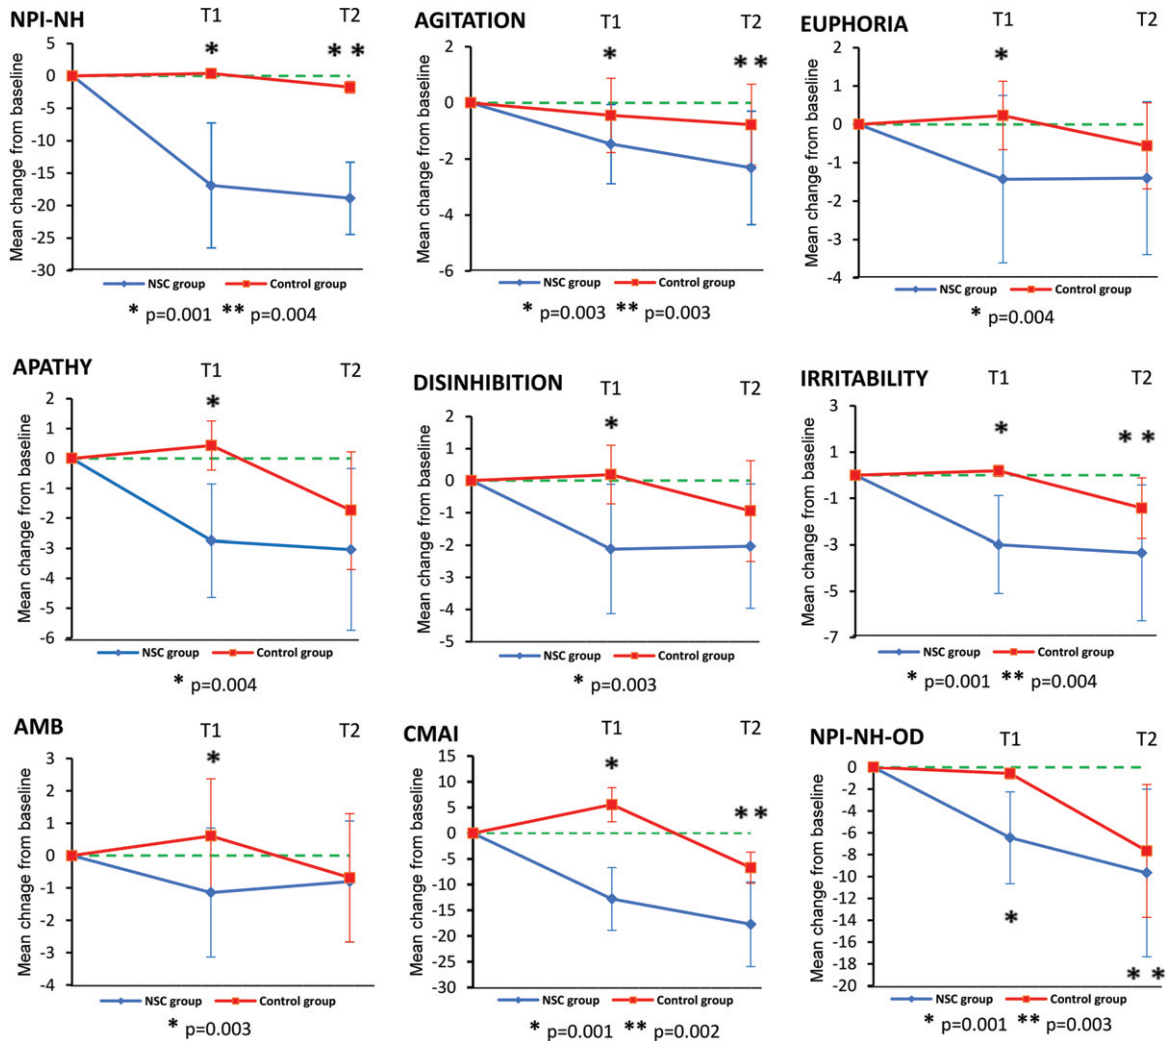 NPI-NH
T1
T2
* **
5
0
-5
-10
-15
-20
-25
-30
Mean change from baseline
NSC group Control group
* p=0.001 ** p=0.004
AGITATION
T1
T2
* **
2
0
-2
-4
-6
Mean change from baseline
NSC group Control group
* p=0.003 ** p=0.003
EUPHORIA
T1
T2
*
2
1
0
-1
-2
-3
-4
Mean change from baseline
NSC group Control group
* p=0.004
APATHY
T1
T2
*
2
1
0
-1
-2
-3
-4
-5
-6
Mean change from baseline
NSC group Control group
* p=0.004
DISINHIBITION
T1
T2
*
2
1
0
-1
-2
-3
-4
-5
Mean change from baseline
NSC group Control group
* p=0.003
IRRITABILITY
T1
T2
* **
3
1
-1
-3
-5
-7
Mean change from baseline
NSC group Control group
* p=0.001 ** p=0.004
AMB
T1
T2
*
3
2
1
0
-1
-2
-3
-4
Mean chnage from baseline
NSC group Control group
* p=0.003
CMAI
T1
T2
* **
15
10
5
0
-5
-10
-15
-20
-25
-30
Mean change from baseline
NSC group Control group
* p=0.001 ** p=0.002
NPI-NH-OD
T1
T2
0
-2
-4
-6
-8
-10
-12
-14
-16
-18
-20
Mean change from baseline
* **
NSC group Control group
* p=0.001 ** p=0.003